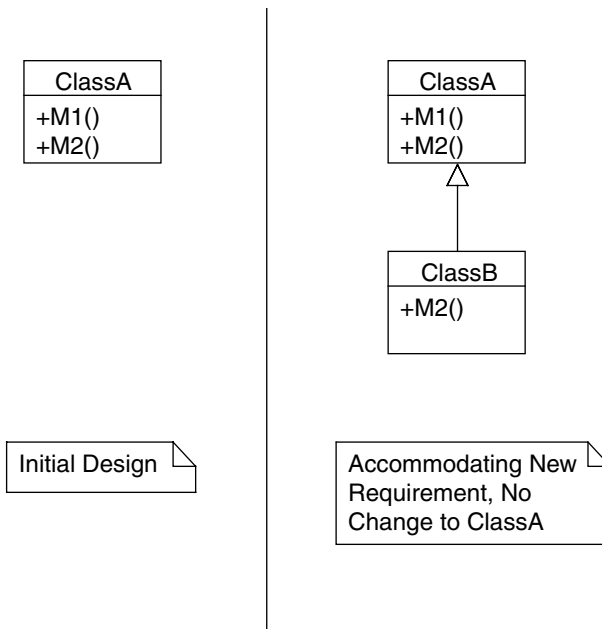 ClassA
+M1()
+M2()
Initial Design
ClassA
+M1()
+M2()
ClassB
+M2()
Accommodating New
Requirement, No
Change to ClassA